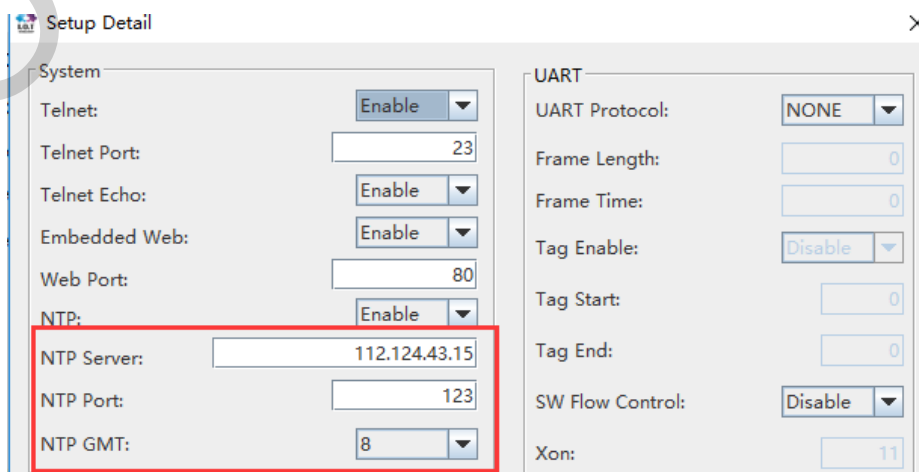 Setup Detail
System
Telnet: Enable
Telnet Port: 23
Telnet Echo: Enable
Embedded Web: Enable
Web Port: 80
NTP: Enable
NTP Server: 112.124.43.15
NTP Port: 123
NTP GMT: 8
UART
UART Protocol: NONE
Frame Length: 0
Frame Time: 0
Tag Enable: Disable
Tag Start: 0
Tag End: 0
SW Flow Control: Disable
Xon: 11